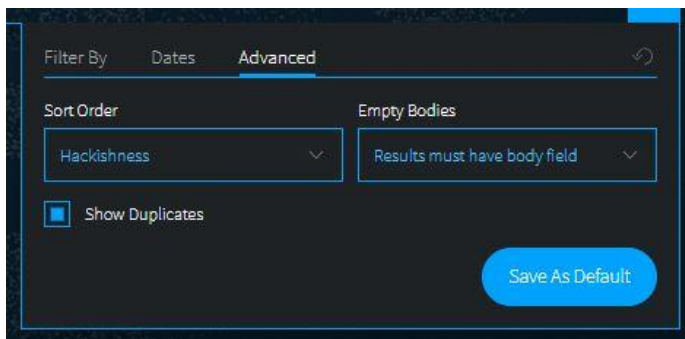 Filter By Dates Advanced
Sort Order Empty Bodies
Hackishness Results must have body field
Show Duplicates
Save As Default